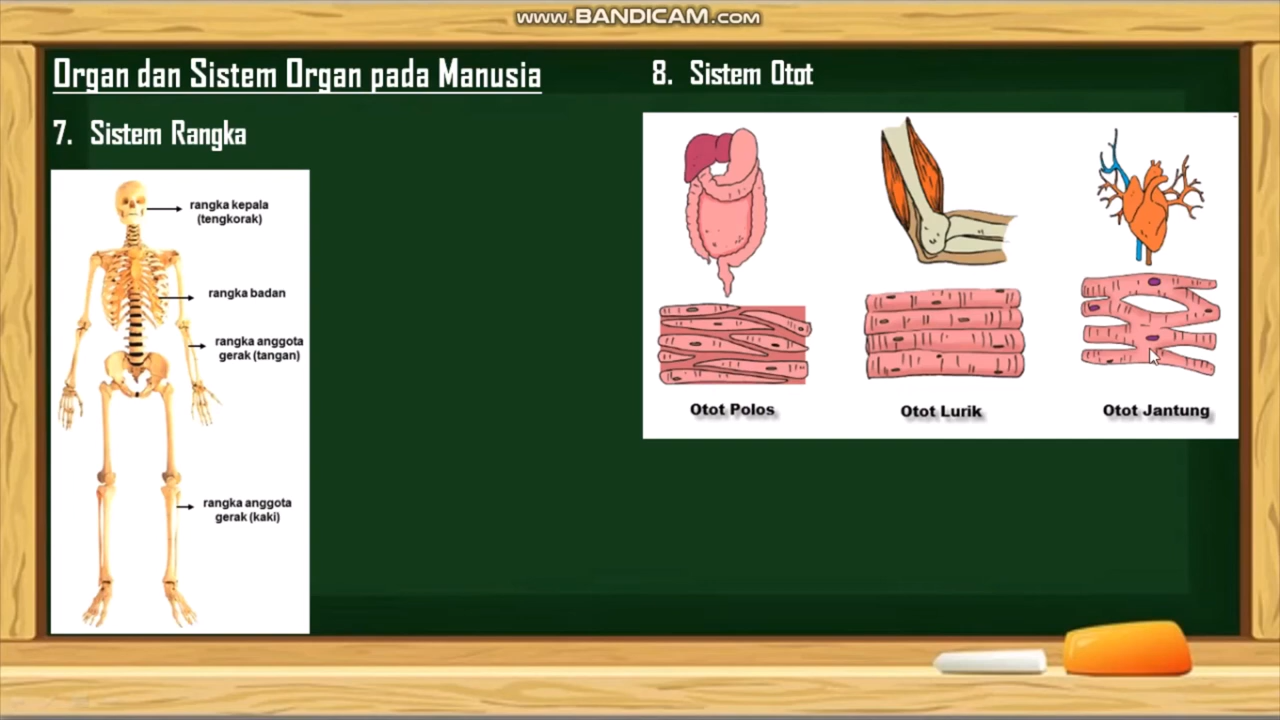 www.BANDICAM.com
Organ dan Sistem Organ pada Manusia
7. Sistem Rangka
rangka kepala
(tengkorak)
rangka badan
rangka anggota
gerak (tangan)
rangka anggota
gerak (kaki)
8. Sistem Otot
Otot Polos
Otot Lurik
Otot Jantung